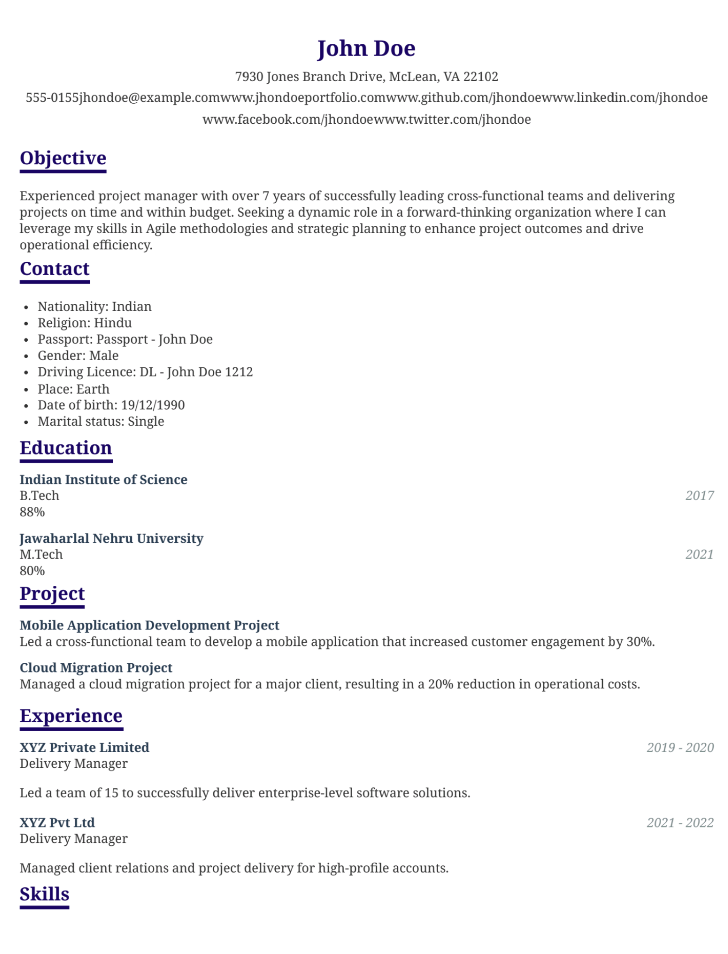 John Doe
7930 Jones Branch Drive, McLean, VA 22102
555-0155jhondoe@example.comwww.jhondoeportfolio.comwww.github.com/jhondoewww.linkedin.com/jhondoe
www.facebook.com/jhondoewww.twitter.com/jhondoe
Objective
Experienced project manager with over 7 years of successfully leading cross-functional teams and delivering
projects on time and within budget. Seeking a dynamic role in a forward-thinking organization where I can
leverage my skills in Agile methodologies and strategic planning to enhance project outcomes and drive
operational efficiency.
Contact
• Nationality: Indian
• Religion: Hindu
• Passport: Passport - John Doe
• Gender: Male
• Driving Licence: DL - John Doe 1212
• Place: Earth
• Date of birth: 19/12/1990
• Marital status: Single
Education
Indian Institute of Science
B.Tech 2017
88%
Jawaharlal Nehru University
M.Tech 2021
80%
Project
Mobile Application Development Project
Led a cross-functional team to develop a mobile application that increased customer engagement by 30%.
Cloud Migration Project
Managed a cloud migration project for a major client, resulting in a 20% reduction in operational costs.
Experience
XYZ Private Limited 2019 - 2020
Delivery Manager
Led a team of 15 to successfully deliver enterprise-level software solutions.
XYZ Pvt Ltd 2021 - 2022
Delivery Manager
Managed client relations and project delivery for high-profile accounts.
Skills